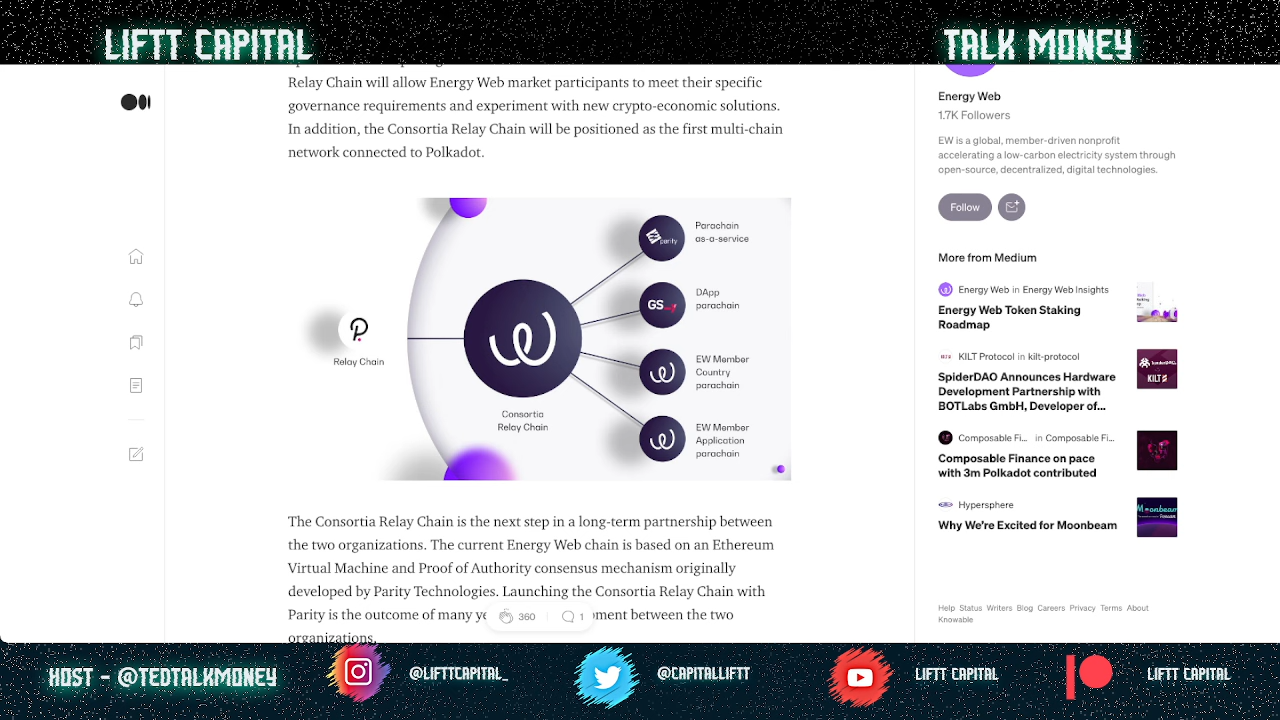 LIFTT CAPITAL
TALK MONEY
Relay Chain will allow Energy Web market participants to meet their specific
governance requirements and experiment with new crypto-economic solutions.
In addition, the Consortia Relay Chain will be positioned as the first multi-chain
network connected to Polkadot.
Relay Chain
Consortia
Relay Chain
parity
Parachain
as-a-service
GS
DApp
parachain
EW Member
Country
parachain
EW Member
Application
parachain
The Consortia Relay Chain is the next step in a long-term partnership between
the two organizations. The current Energy Web chain is based on an Ethereum
Virtual Machine and Proof of Authority consensus mechanism originally
developed by Parity Technologies. Launching the Consortia Relay Chain with
Parity is the outcome of many ye 360 1 ment between the two
organizations.
Energy Web
1.7K Followers
EW is a global, member-driven nonprofit
accelerating a low-carbon electricity system through
open-source, decentralized, digital technologies.
Follow
More from Medium
Energy Web in Energy Web Insights
Energy Web Token Staking
Roadmap
KILT Protocol in kilt-protocol
SpiderDAO Announces Hardware
Development Partnership with
BOTLabs GmbH, Developer of...
KILT
Composable Fi... in Composable Fi...
Composable Finance on pace
with 3m Polkadot contributed
Hypersphere
Why We're Excited for Moonbeam
Help Status Writers Blog Careers Privacy Terms About
Knowable
HOST - @TEDTALKMONEY
@LIFTTCAPITAL_
@CAPITALLIFTT
LIFT CAPITAL
LIFT CAPITAL